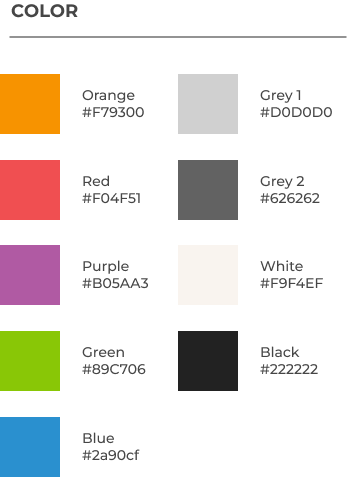 COLOR
Orange
#F79300
Red
#F04F51
Purple
#B05AA3
Green
#89C706
Blue
#2a90cf
Grey 1
#D0D0D0
Grey 2
#626262
White
#F9F4EF
Black
#222222